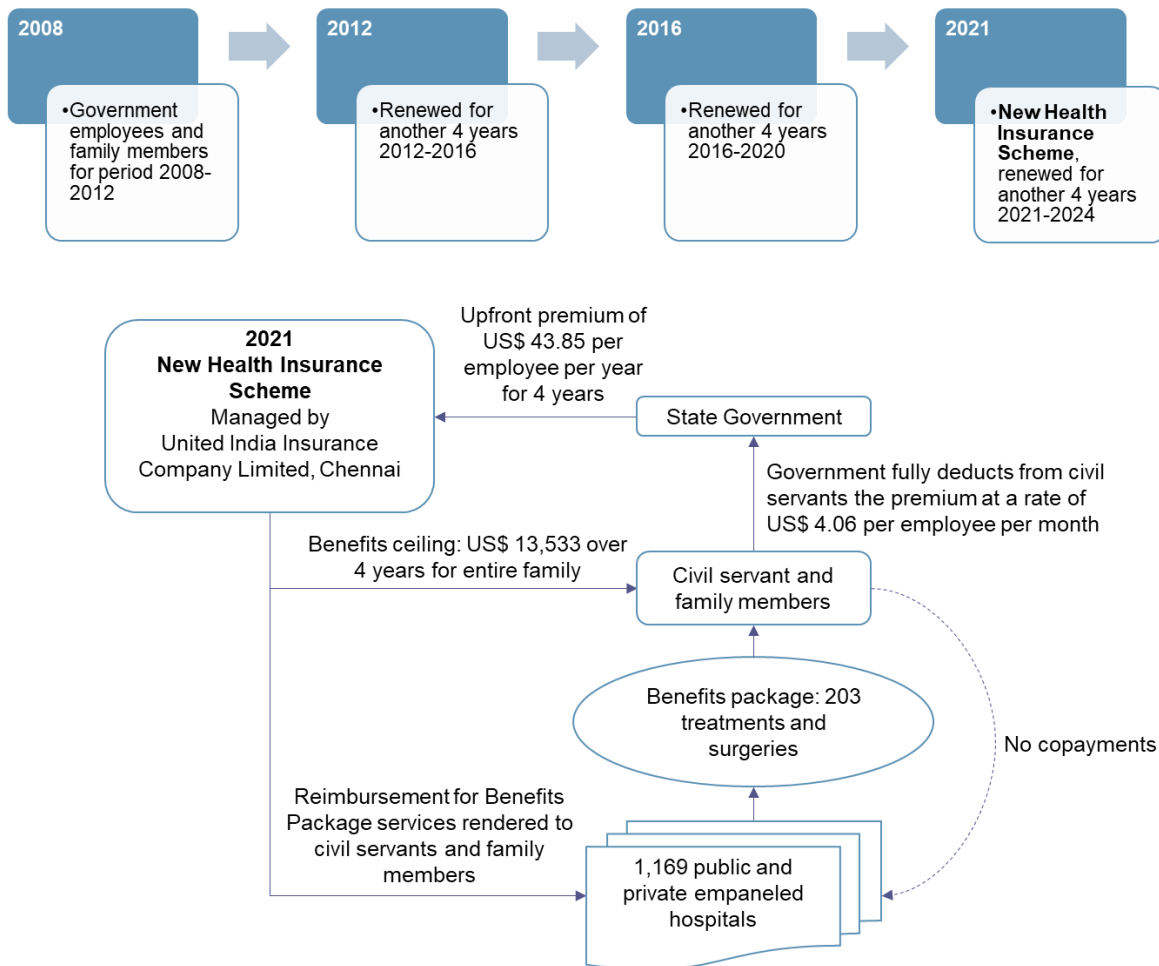 2008
•Government
employees and
family members
for period 2008-
2012
2012
•Renewed for
another 4 years
2012-2016
2016
•Renewed for
another 4 years
2016-2020
2021
•New Health
Insurance
Scheme,
renewed for
another 4 years
2021-2024
2021
New Health Insurance
Scheme
Managed by
United India Insurance
Company Limited, Chennai
Upfront premium of
US$ 43.85 per
employee per year
for 4 years
State Government
Government fully deducts from civil
servants the premium at a rate of
US$ 4.06 per employee per month
Benefits ceiling: US$ 13,533 over
4 years for entire family
Civil servant and
family members
Benefits package: 203
treatments and
surgeries
No copayments
Reimbursement for Benefits
Package services rendered to
civil servants and family
members
1,169 public and
private empaneled
hospitals